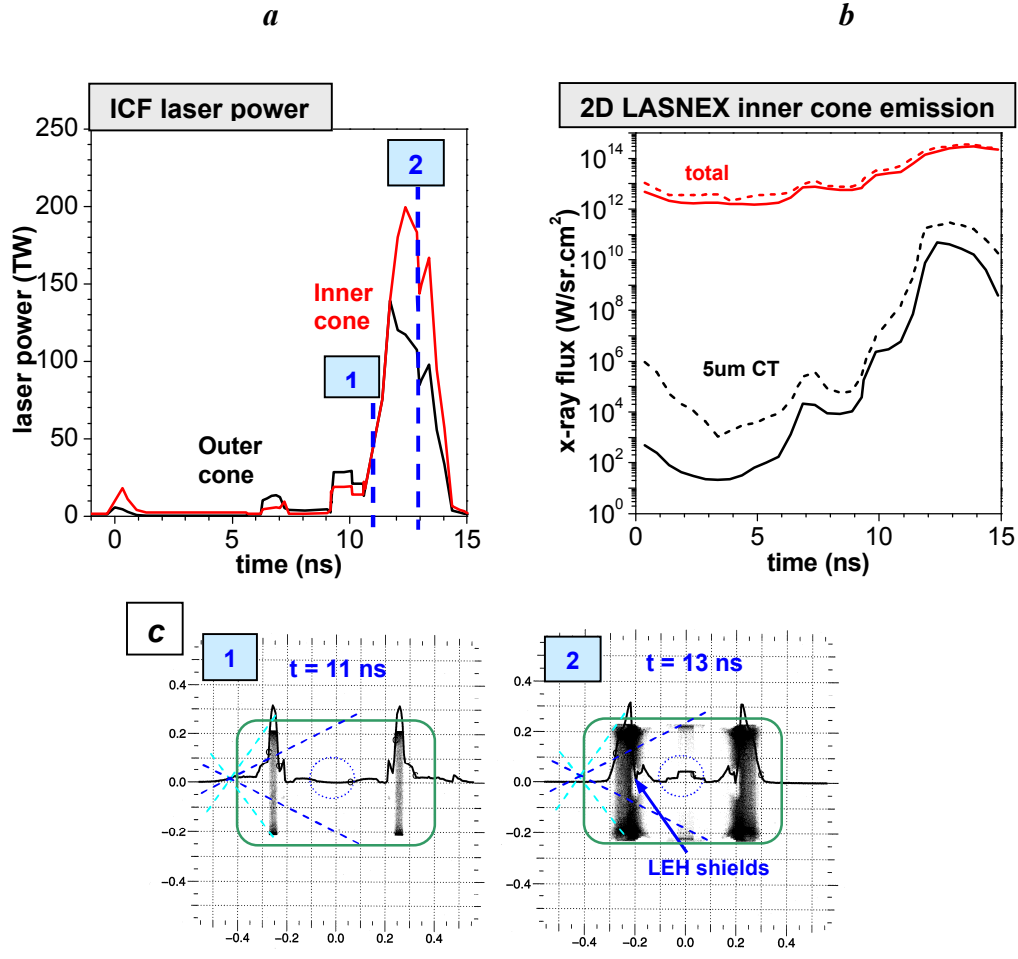 a
b
ICF laser power
2D LASNEX inner cone emission
250
200
150
100
50
0
laser power (TW)
0
5
10
15
time (ns)
2
1
Inner
cone
Outer
cone
10^14
10^12
10^10
10^8
10^6
10^4
10^2
10^0
x-ray flux (W/sr.cm^2)
0
5
10
15
time (ns)
total
5um CT
c
1
t = 11 ns
0.4
0.2
0.0
-0.2
-0.4
-0.4
-0.2
0.0
0.2
0.4
2
t = 13 ns
0.4
0.2
0.0
-0.2
-0.4
LEH shields
-0.4
-0.2
0.0
0.2
0.4